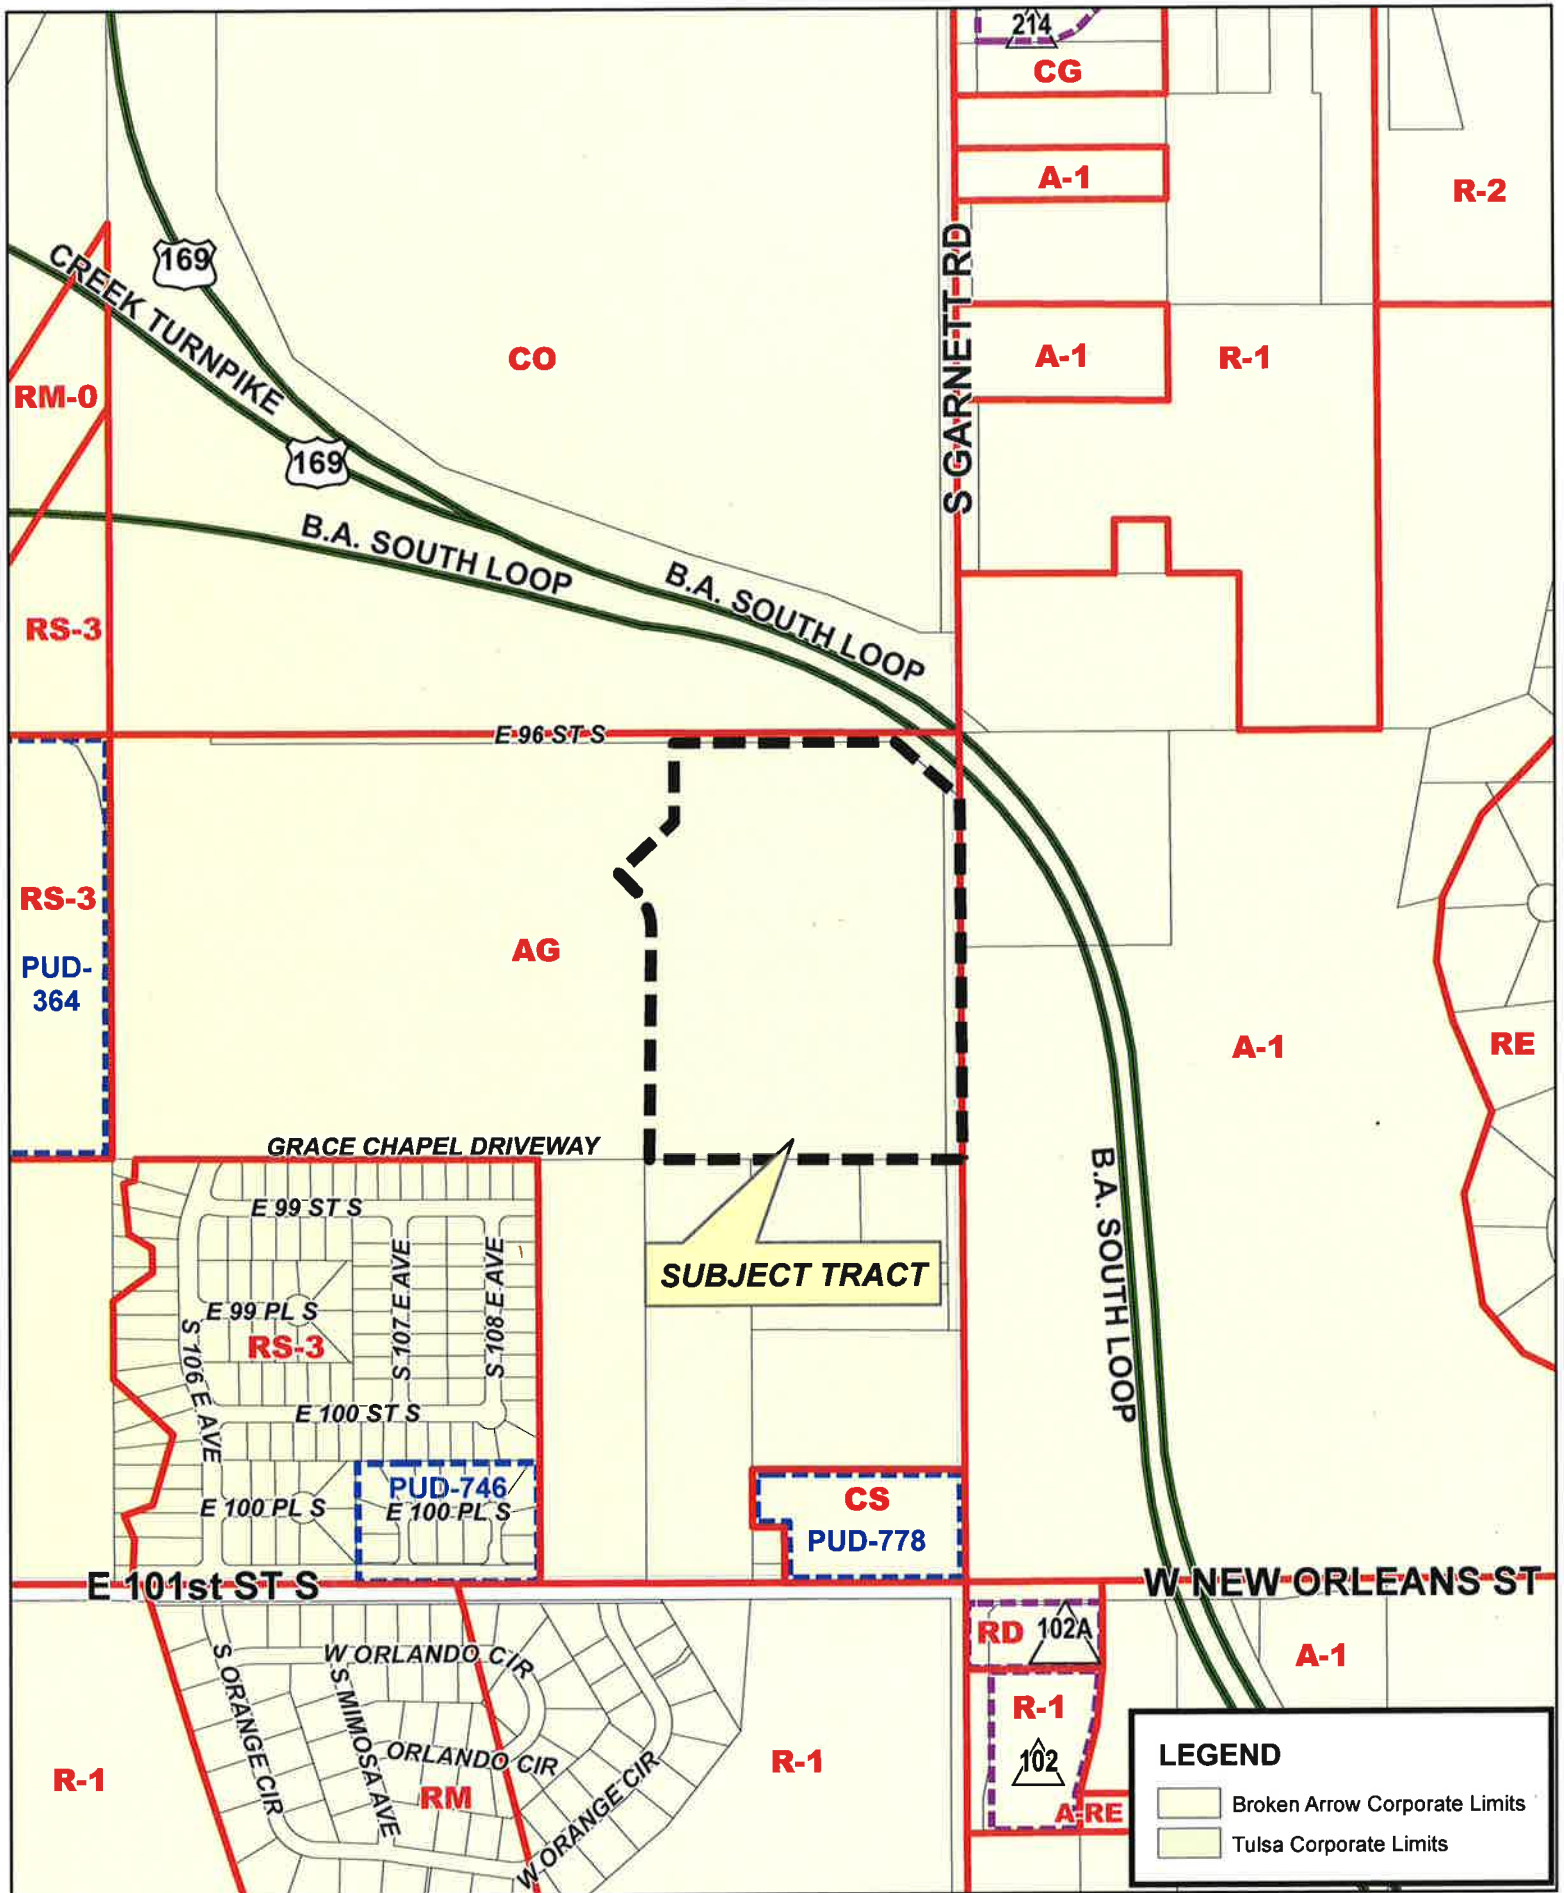 214
CG
A-1
R-2
169
CREEK TURNPIKE
S GARNETT RD
CO
A-1
R-1
RM-0
169
B.A. SOUTH LOOP
B.A. SOUTH LOOP
RS-3
E 96 ST S
RS-3
PUD-
364
AG
A-1
RE
GRACE CHAPEL DRIVEWAY
E 99 ST S
S 107 E AVE
S 108 E AVE
SUBJECT TRACT
B.A. SOUTH LOOP
E 99 PL S
RS-3
S 106 E AVE
E 100 ST S
PUD-746
E 100 PL S
E 100 PL S
CS
PUD-778
E 101st ST S
W NEW ORLEANS ST
RD
102A
A-1
W ORLANDO CIR
S ORANGE CIR
S MIMOSA AVE
R-1
102
ORLANDO CIR
R-1
R-1
RM
W ORANGE CIR
A-RE
LEGEND
Broken Arrow Corporate Limits
Tulsa Corporate Limits